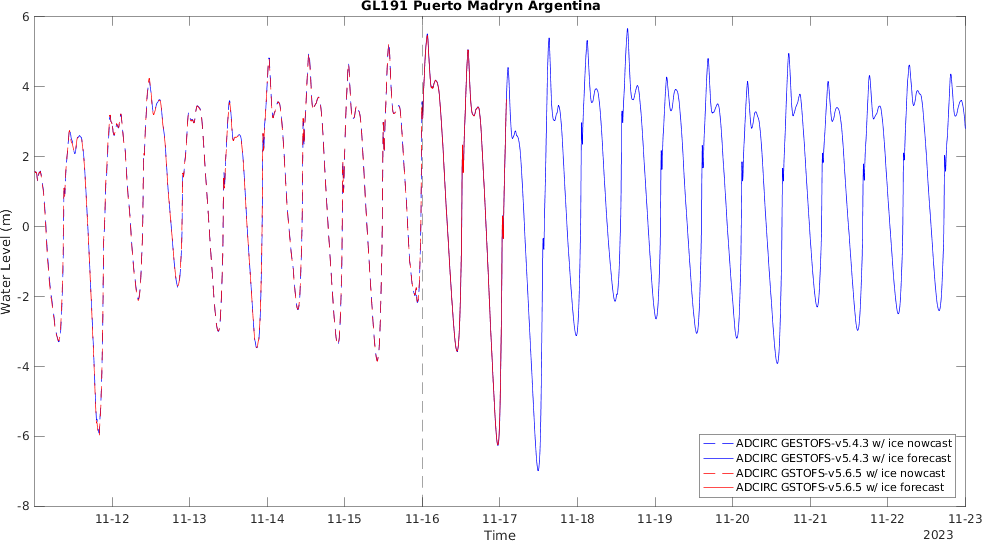 GL191 Puerto Madryn Argentina
6
4
2
0
-2
-4
-6
-8
Water Level (m)
ADCIRC GESTOFS-v5.4.3 w/ ice nowcast
ADCIRC GESTOFS-v5.4.3 w/ ice forecast
ADCIRC GSTOFS-v5.6.5 w/ ice nowcast
ADCIRC GSTOFS-v5.6.5 w/ ice forecast
11-12 11-13 11-14 11-15 11-16 11-17 11-18 11-19 11-20 11-21 11-22 11-23
Time 2023